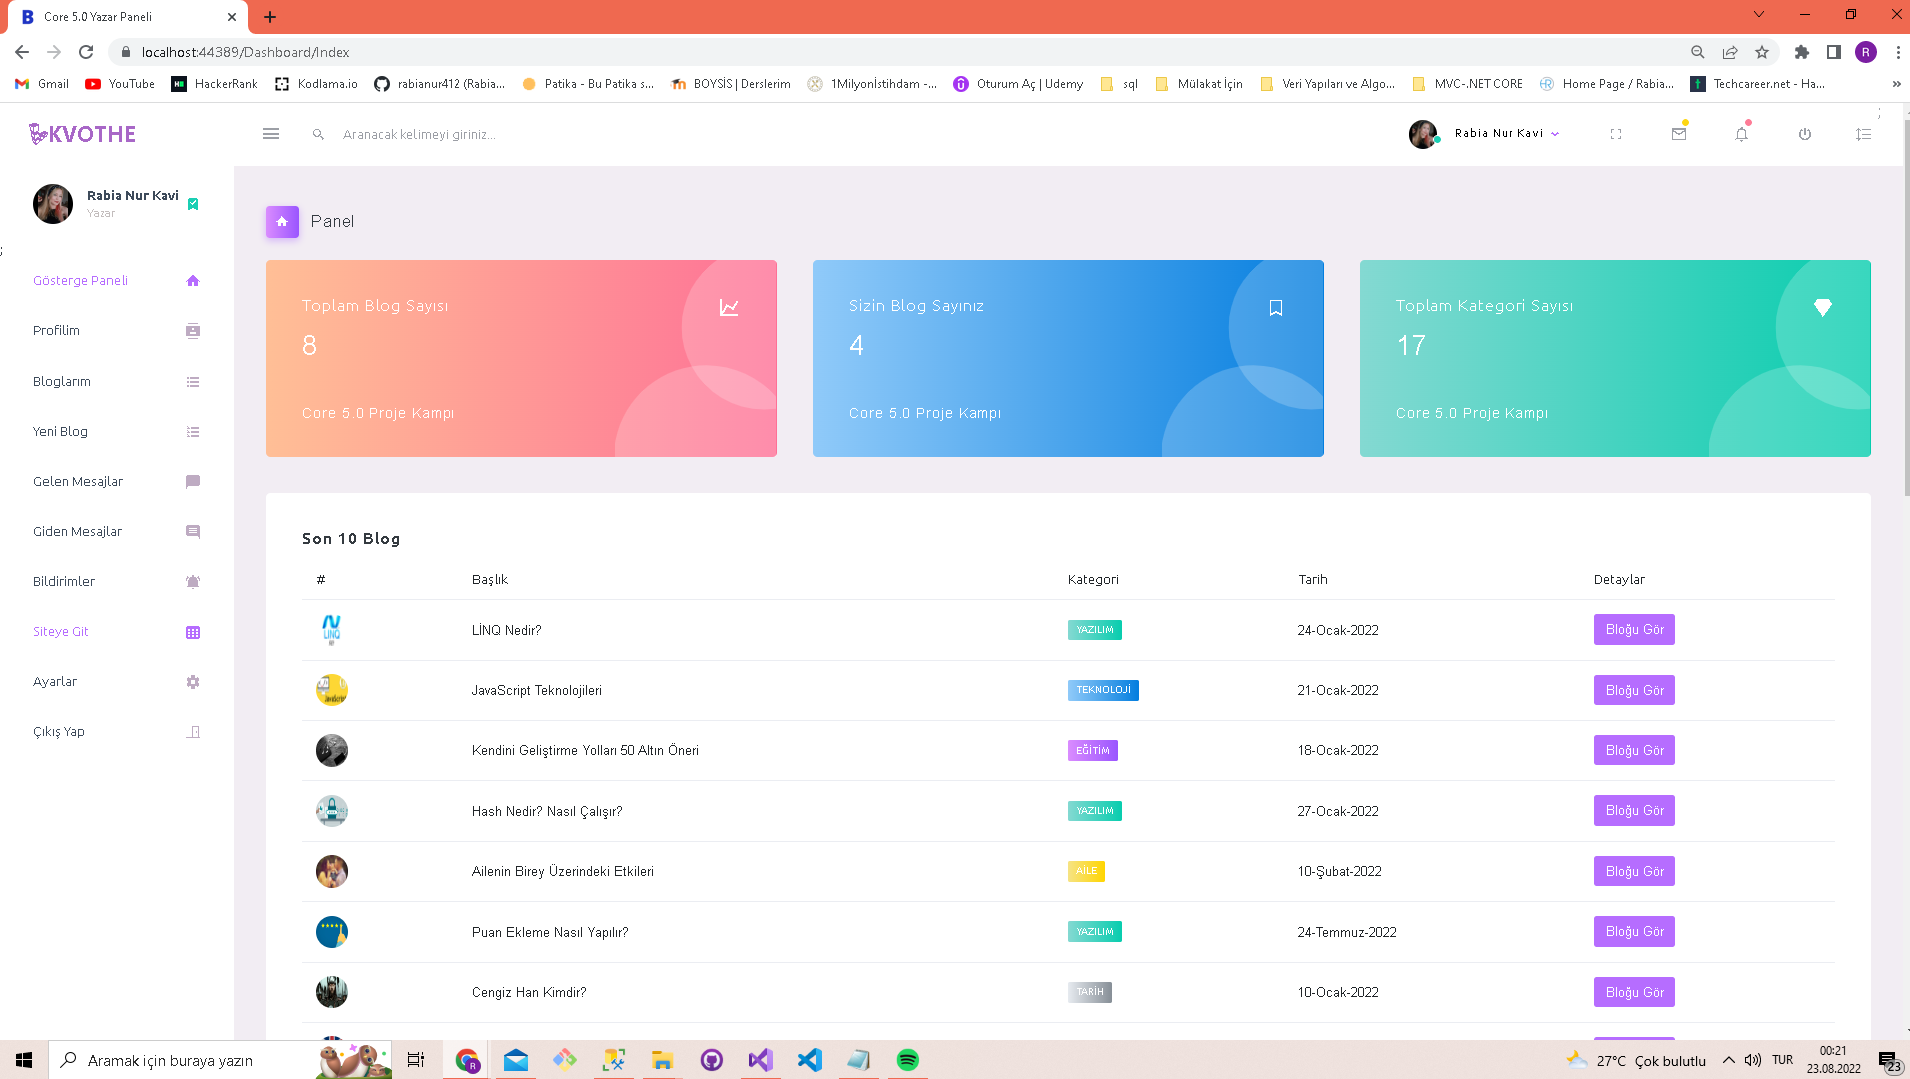 Core 5.0 Yazar Paneli
localhost:44389/Dashboard/Index
R
Gmail YouTube HackerRank Kodlama.io rabianur412 (Rabia... Patika - Bu Patika s... BOYSİS | Derslerim 1Milyonİstihdam -... Oturum Aç | Udemy sql Mülakat İçin Veri Yapıları ve Algo... MVC-.NET CORE Home Page / Rabia... Techcareer.net - Ha... »
KVOTHE
Aranacak kelimeyi giriniz...
Rabia Nur Kavi
Rabia Nur Kavi
Yazar
Gösterge Paneli
Profilim
Bloglarım
Yeni Blog
Gelen Mesajlar
Giden Mesajlar
Bildirimler
Siteye Git
Ayarlar
Çıkış Yap
Panel
Toplam Blog Sayısı
8
Core 5.0 Proje Kampı
Sizin Blog Sayınız
4
Core 5.0 Proje Kampı
Toplam Kategori Sayısı
17
Core 5.0 Proje Kampı
Son 10 Blog
# Başlık Kategori Tarih Detaylar
LİNQ Nedir? YAZILIM 24-Ocak-2022 Bloğu Gör
JavaScript Teknolojileri TEKNOLOJİ 21-Ocak-2022 Bloğu Gör
Kendini Geliştirme Yolları 50 Altın Öneri EĞİTİM 18-Ocak-2022 Bloğu Gör
Hash Nedir? Nasıl Çalışır? YAZILIM 27-Ocak-2022 Bloğu Gör
Ailenin Birey Üzerindeki Etkileri AİLE 10-Şubat-2022 Bloğu Gör
Puan Ekleme Nasıl Yapılır? YAZILIM 24-Temmuz-2022 Bloğu Gör
Cengiz Han Kimdir? TARİH 10-Ocak-2022 Bloğu Gör
Aramak için buraya yazın
27°C Çok bulutlu
TUR
00:21
23.08.2022
23